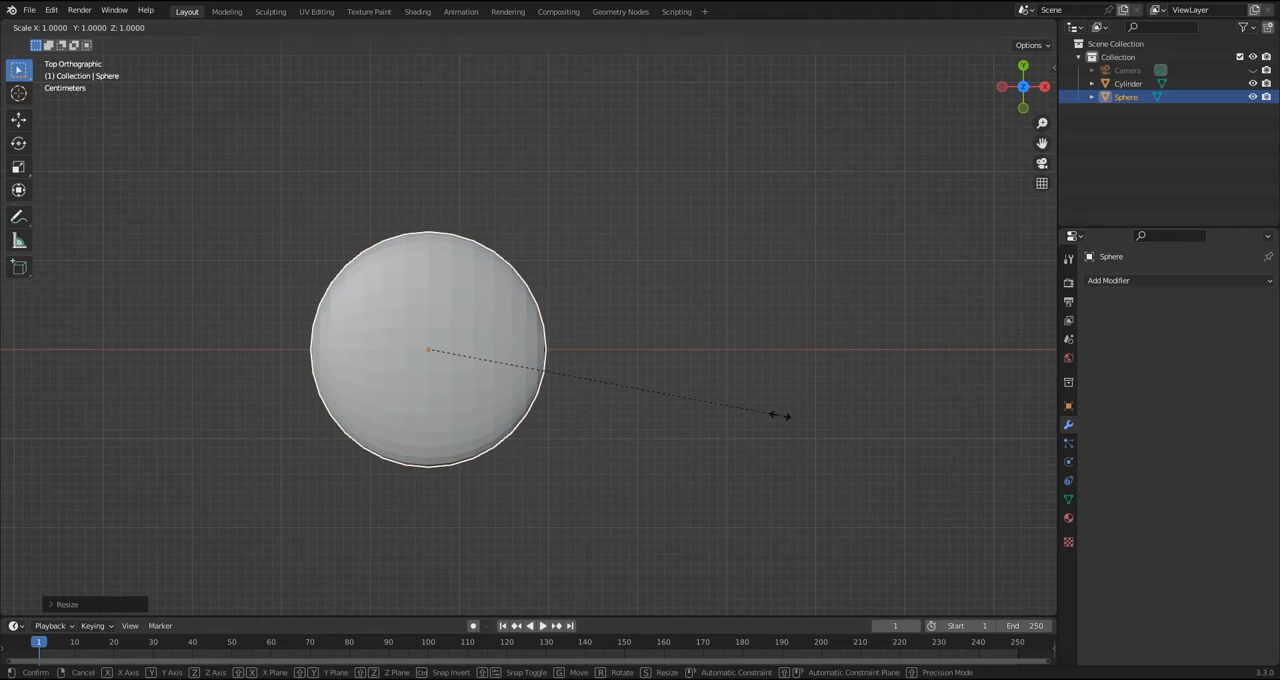 File Edit Render Window Help Layout Modeling Sculpting UV Editing Texture Paint Shading Animation Rendering Compositing Geometry Nodes Scripting + Scene ViewLayer
Scale X: 1.0000 Y: 1.0000 Z: 1.0000
Options
Top Orthographic
(1) Collection | Sphere
Centimeters
Y
X
Z
Scene Collection
Collection
Camera
Cylinder
Sphere
Sphere
Add Modifier
Resize
Playback Keying View Marker 1 Start 1 End 250
1 10 20 30 40 50 60 70 80 90 100 110 120 130 140 150 160 170 180 190 200 210 220 230 240 250
Confirm Cancel X X Axis Y Y Axis Z Z Axis X X Plane Y Y Plane Z Z Plane Snap Invert Snap Toggle G Move R Rotate S Resize Automatic Constraint Automatic Constraint Plane Precision Mode 3.3.0